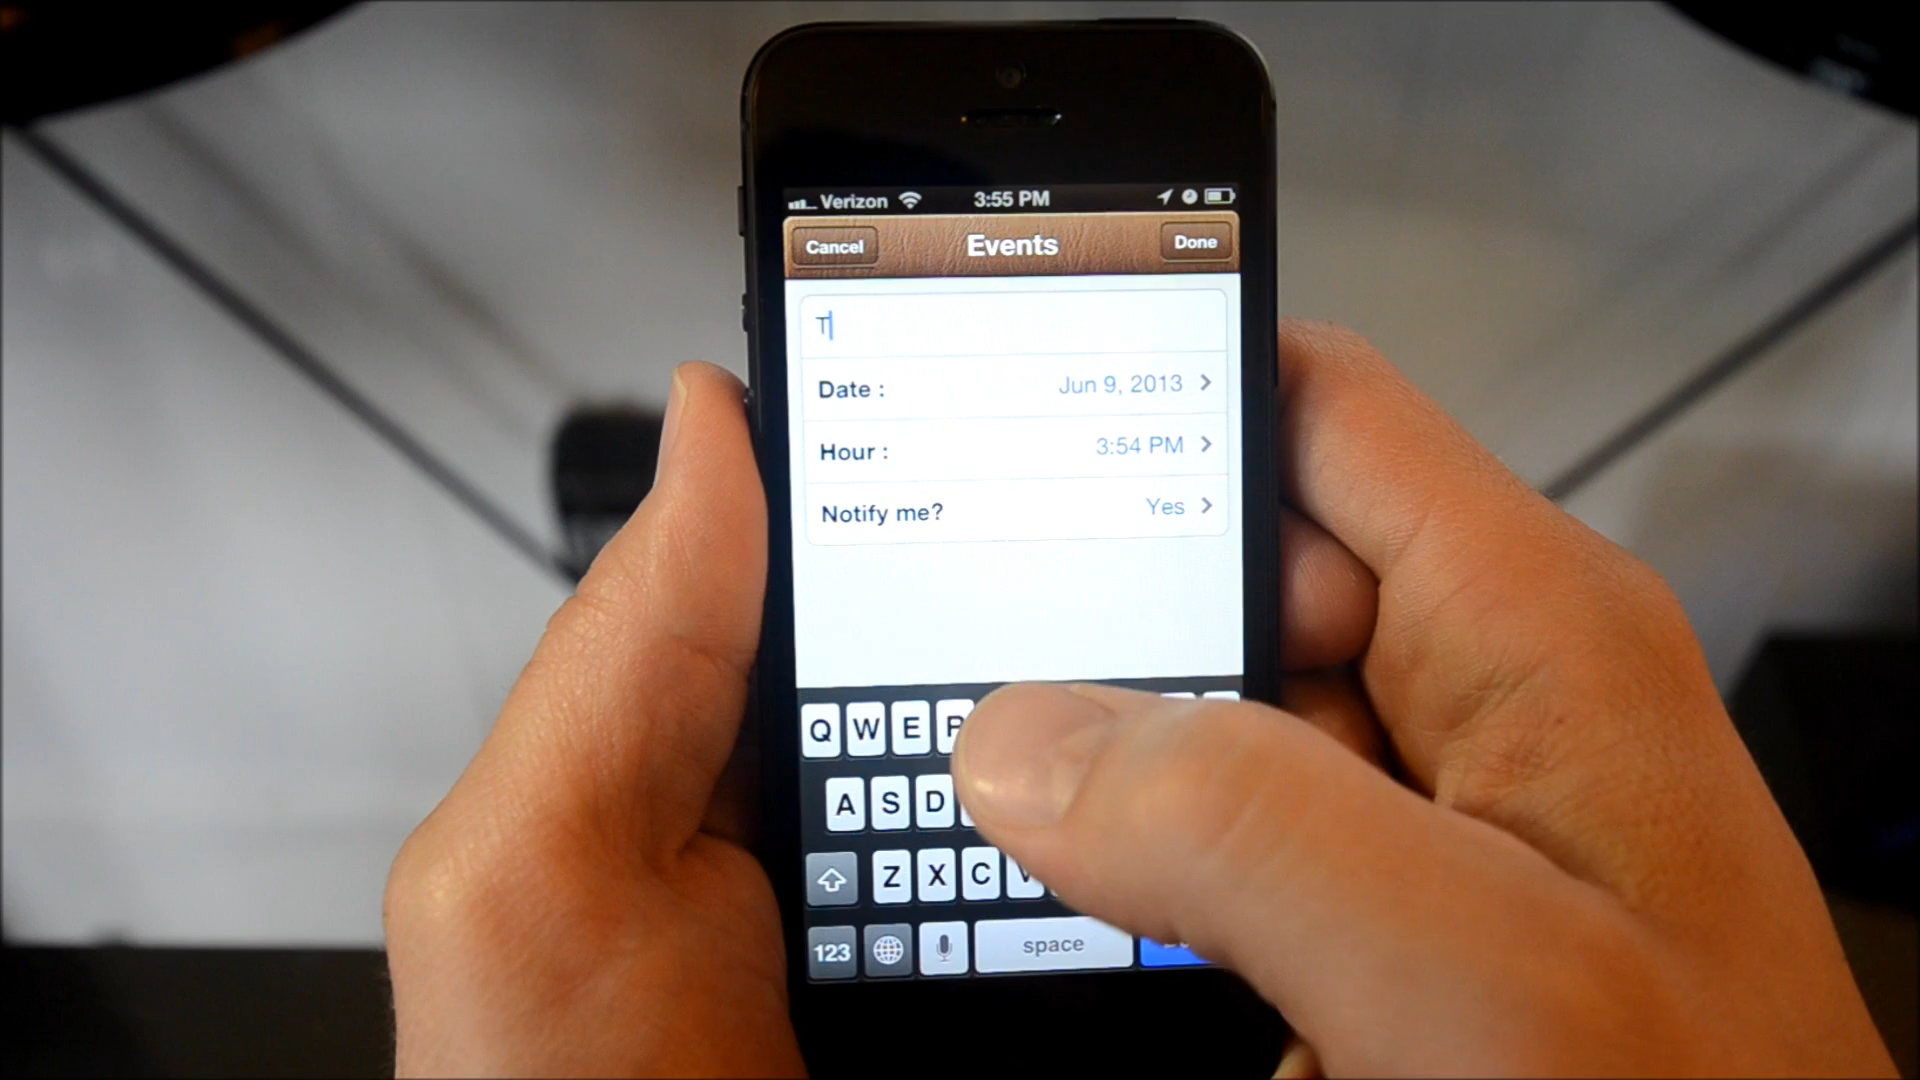 Verizon 3:55 PM
Cancel Events Done
T
Date : Jun 9, 2013
Hour : 3:54 PM
Notify me? Yes
Q W E
A S D
Z X C V
123 space